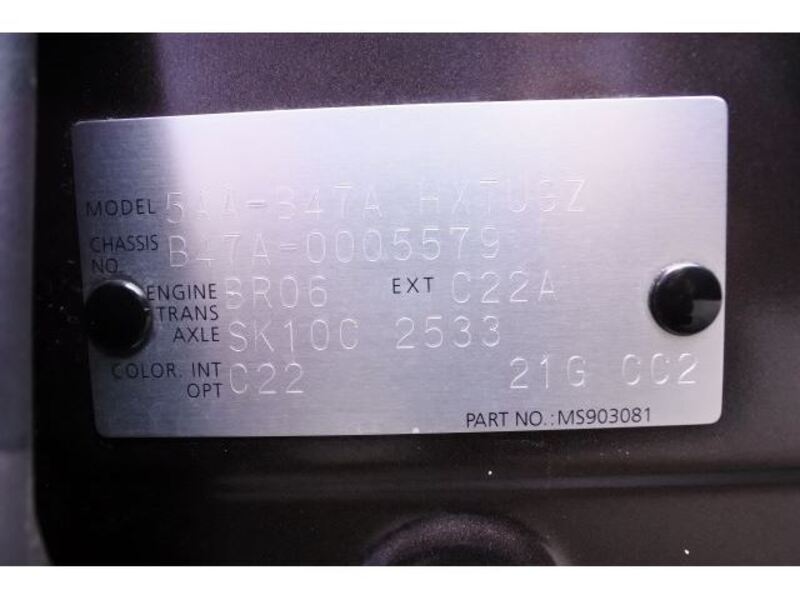 MODEL 5AA-B47A HXTUGZ
CHASSIS NO. B47A-0005579
ENGINE BR06 EXT C22A
TRANS AXLE SK10C 2533
COLOR. INT OPT C22 21G CC2
PART NO.:MS903081